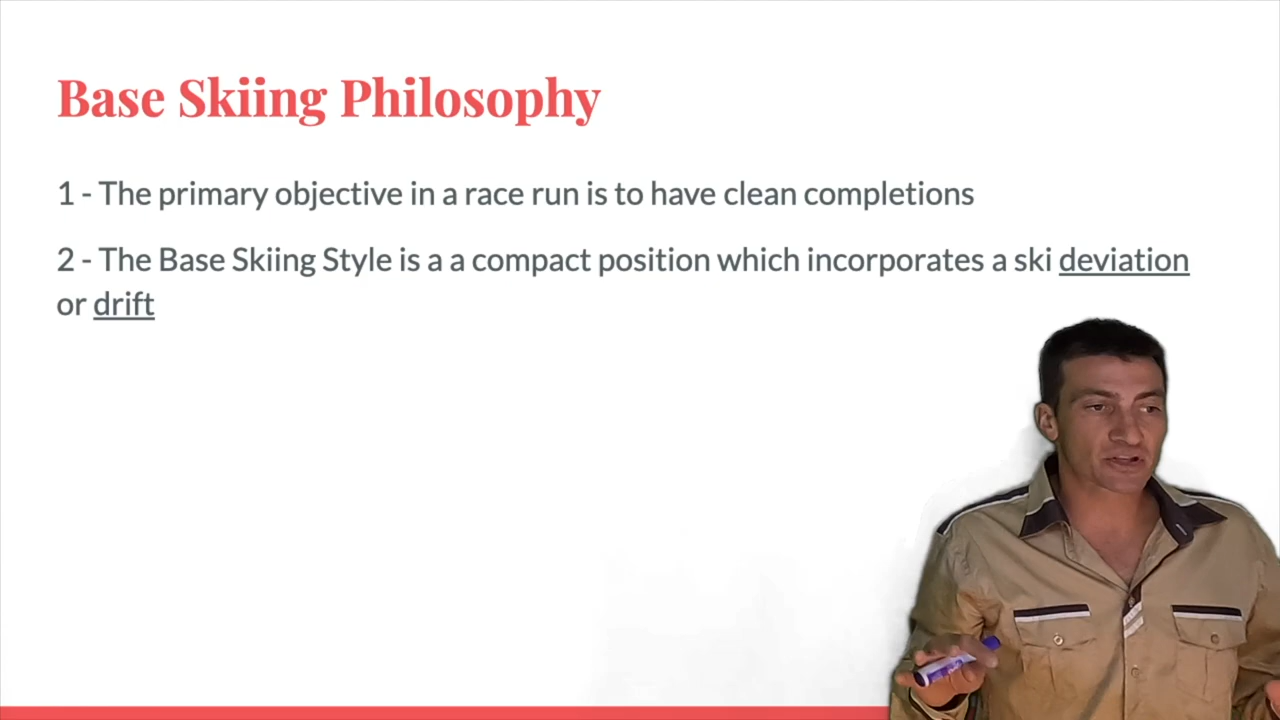 Base Skiing Philosophy
1 - The primary objective in a race run is to have clean completions
2 - The Base Skiing Style is a a compact position which incorporates a ski deviation
or drift